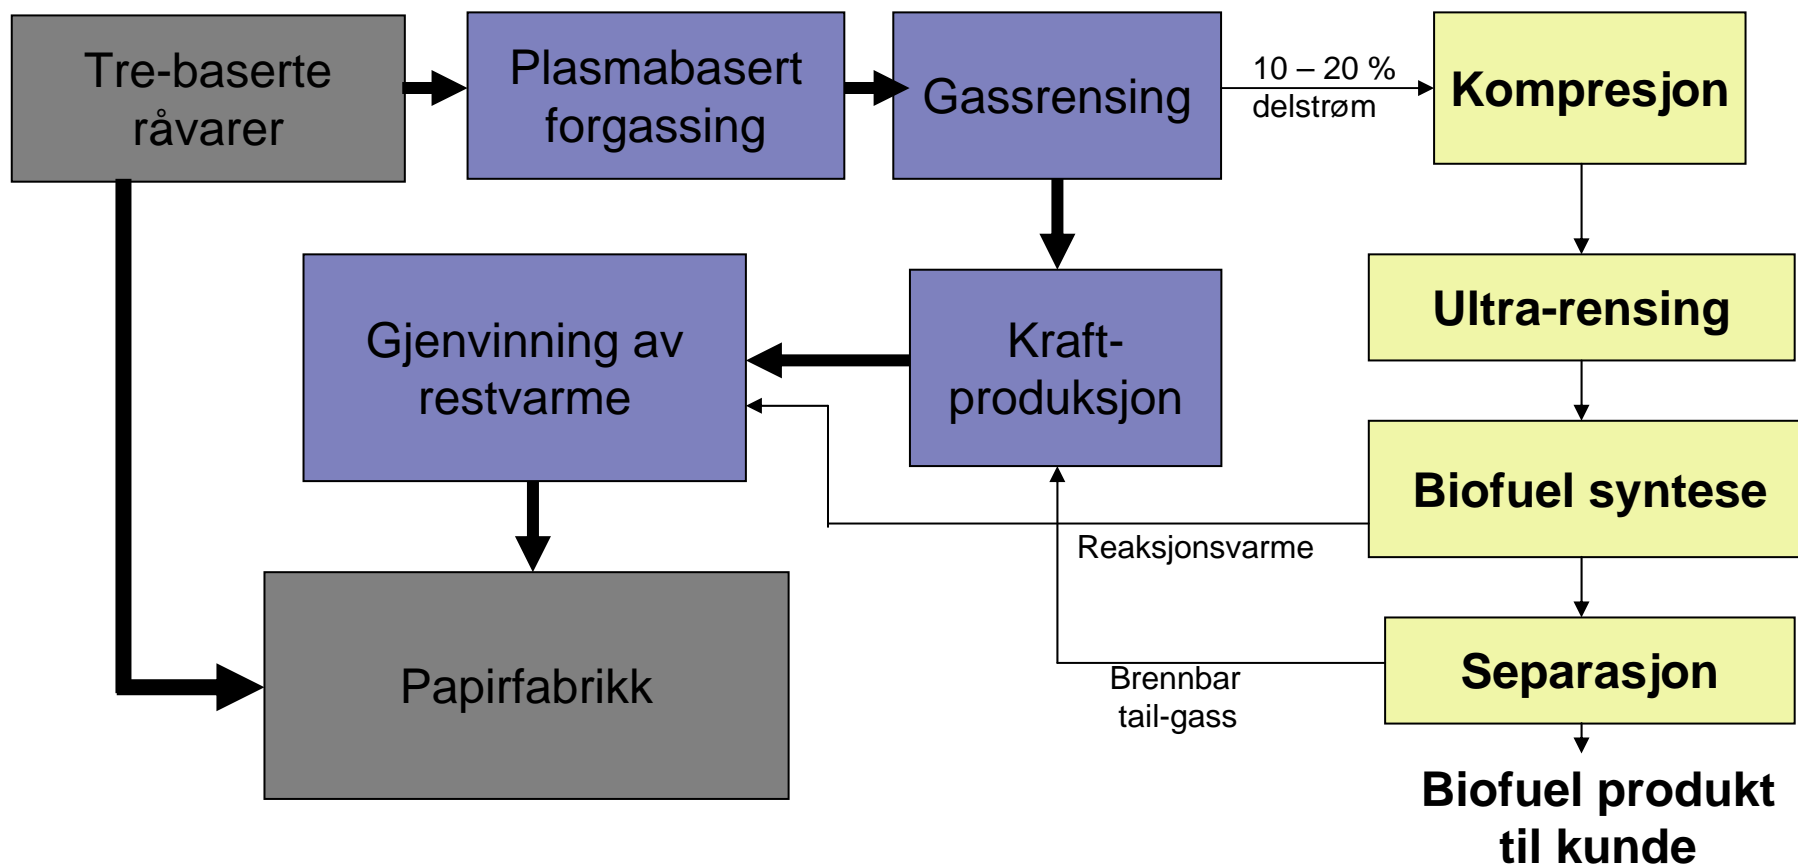 Tre-baserte
råvarer
Plasmabasert
forgassing
Gassrensing
10 – 20 %
delstrøm
Kompresjon
Gjenvinning av
restvarme
Kraft-
produksjon
Ultra-rensing
Biofuel syntese
Reaksjonsvarme
Papirfabrikk
Brennbar
tail-gass
Separasjon
Biofuel produkt
til kunde